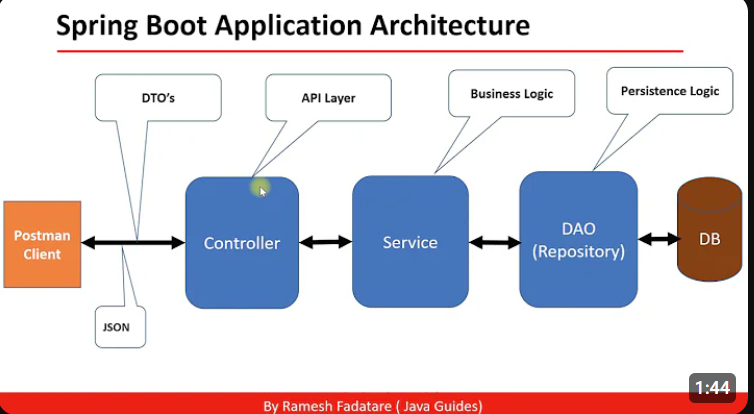 Spring Boot Application Architecture
DTO's
API Layer
Business Logic
Persistence Logic
Postman
Client
Controller
Service
DAO
(Repository)
DB
JSON
1:44
By Ramesh Fadatare ( Java Guides)